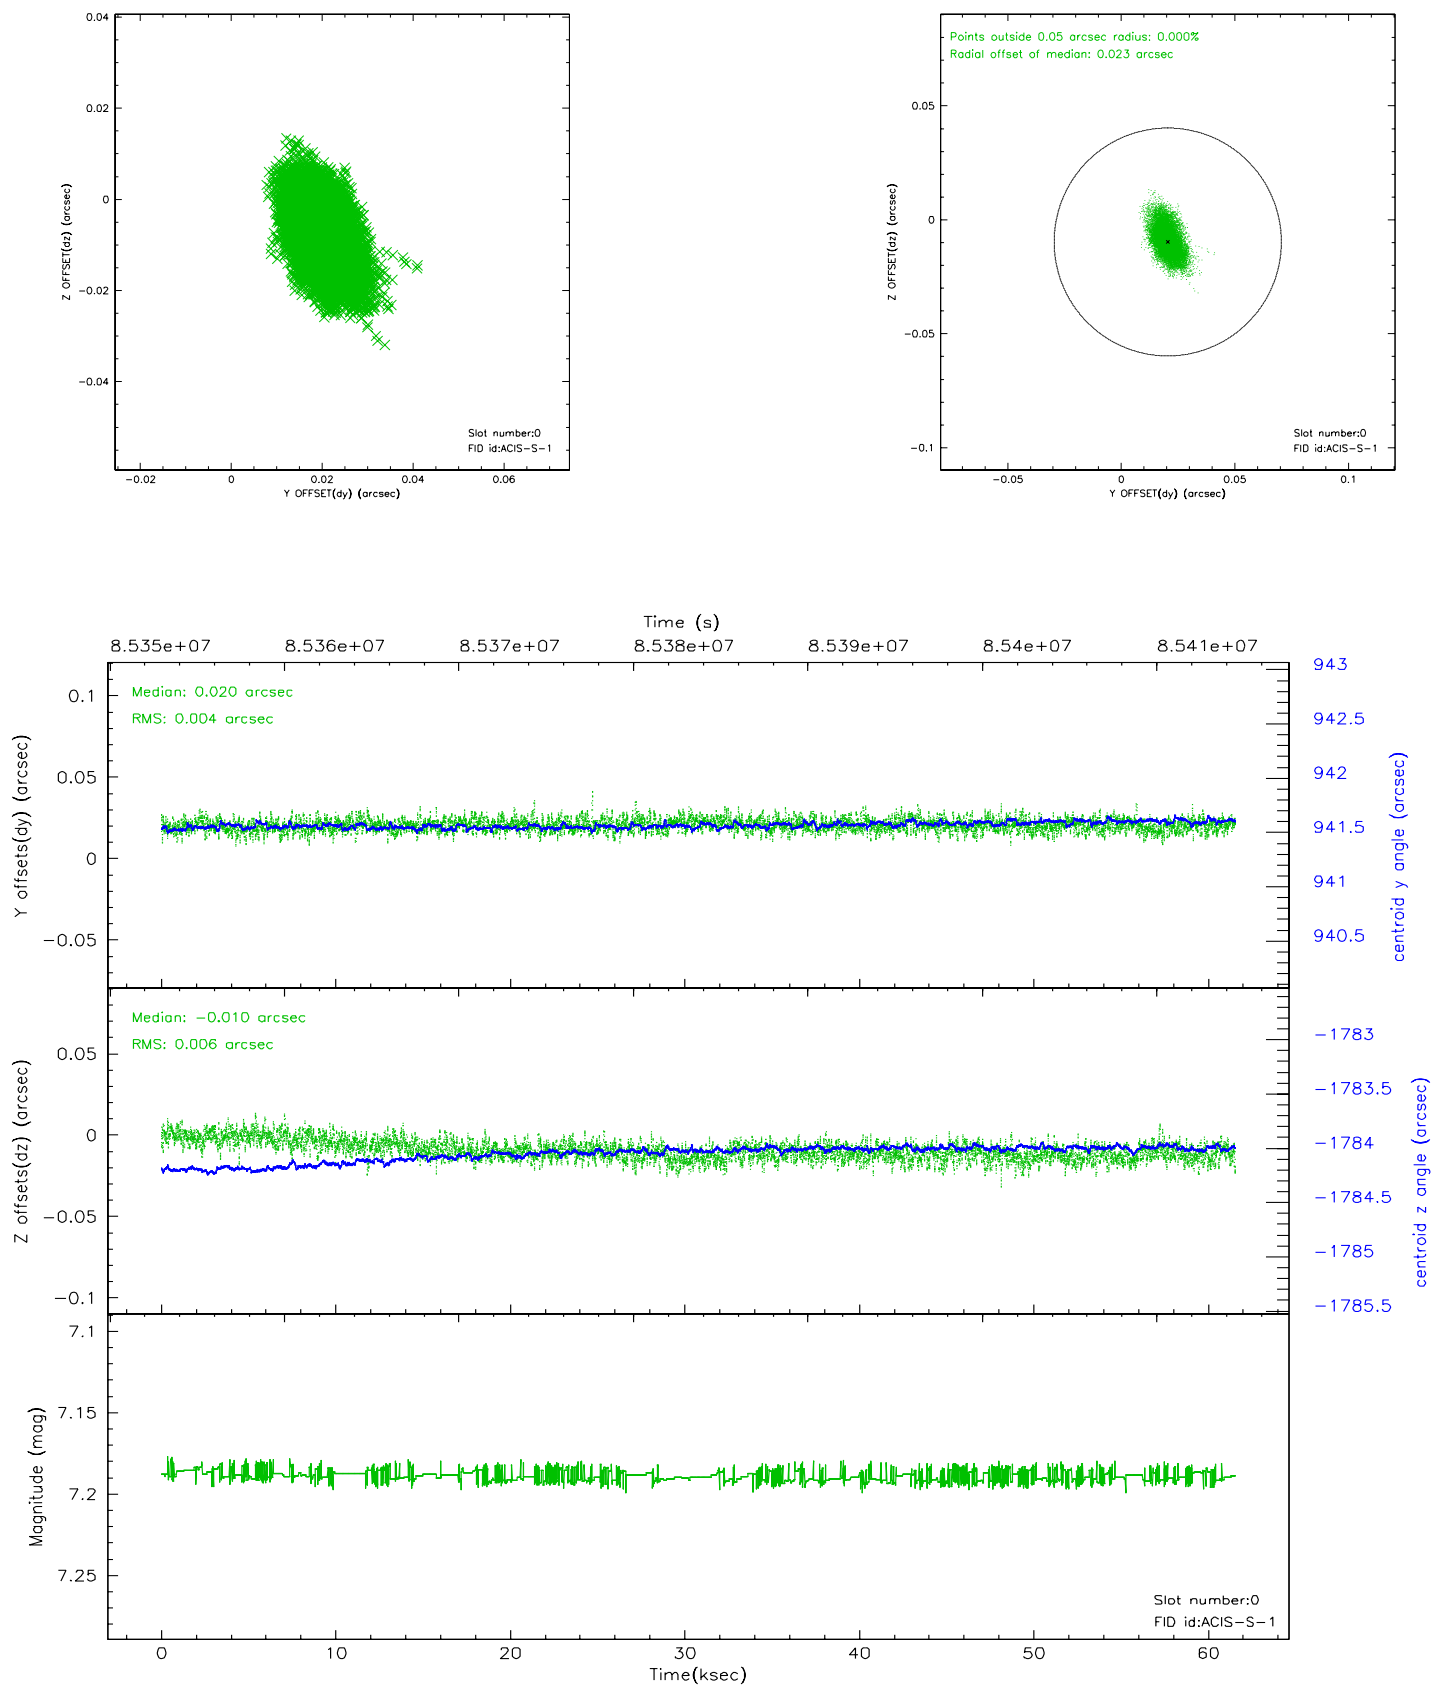 0.04
0.02
0
−0.02
−0.04
Z OFFSET(dz) (arcsec)
Slot number:0
FID id:ACIS−S−1
−0.02 0 0.02 0.04 0.06
Y OFFSET(dy) (arcsec)
Points outside 0.05 arcsec radius: 0.000%
Radial offset of median: 0.023 arcsec
0.05
0
−0.05
−0.1
Z OFFSET(dz) (arcsec)
Slot number:0
FID id:ACIS−S−1
−0.05 0 0.05 0.1
Y OFFSET(dy) (arcsec)
Time (s)
8.535e+07 8.536e+07 8.537e+07 8.538e+07 8.539e+07 8.54e+07 8.541e+07
Median: 0.020 arcsec
RMS: 0.004 arcsec
0.1
0.05
0
−0.05
Y offsets(dy) (arcsec)
943
942.5
942
941.5
941
940.5
centroid y angle (arcsec)
Median: −0.010 arcsec
RMS: 0.006 arcsec
0.05
0
−0.05
−0.1
Z offsets(dz) (arcsec)
−1783
−1783.5
−1784
−1784.5
−1785
−1785.5
centroid z angle (arcsec)
7.1
7.15
7.2
7.25
Magnitude (mag)
Slot number:0
FID id:ACIS−S−1
0 10 20 30 40 50 60
Time(ksec)